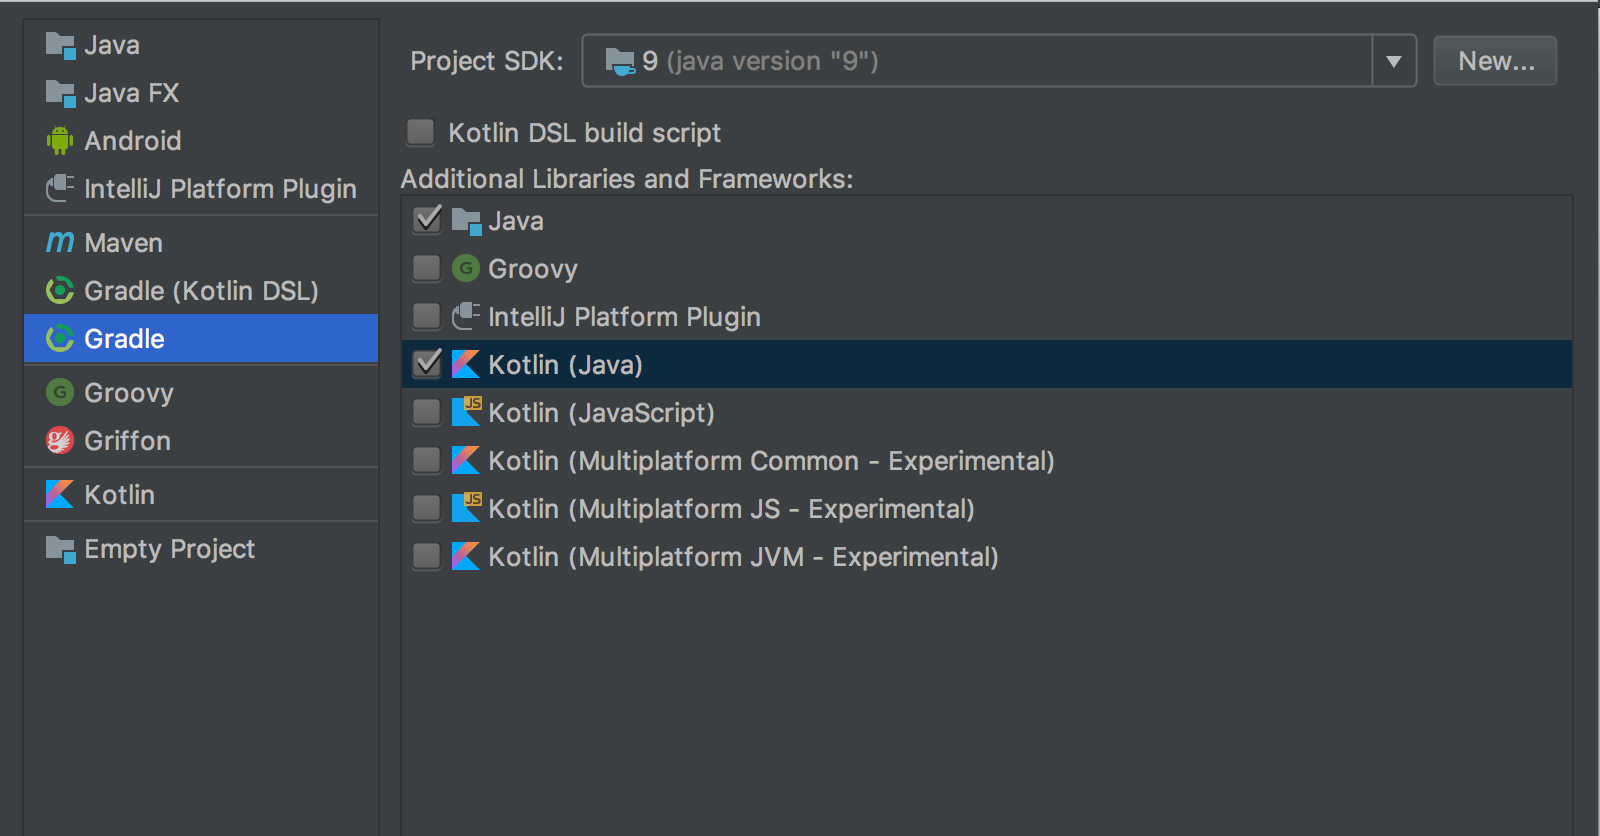 Java
Java FX
Android
IntelliJ Platform Plugin
Maven
Gradle (Kotlin DSL)
Gradle
Groovy
Griffon
Kotlin
Empty Project
Project SDK: 9 (java version "9") New...
Kotlin DSL build script
Additional Libraries and Frameworks:
Java
Groovy
IntelliJ Platform Plugin
Kotlin (Java)
Kotlin (JavaScript)
Kotlin (Multiplatform Common - Experimental)
Kotlin (Multiplatform JS - Experimental)
Kotlin (Multiplatform JVM - Experimental)